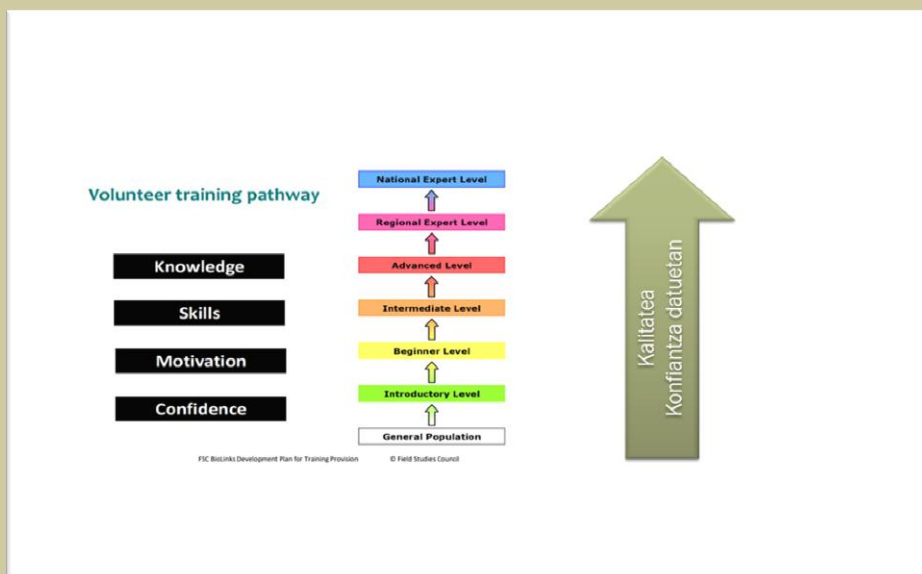 Volunteer training pathway
Knowledge
Skills
Motivation
Confidence
National Expert Level
Regional Expert Level
Advanced Level
Intermediate Level
Beginner Level
Introductory Level
General Population
FSC BioLinks Development Plan for Training Provision
© Field Studies Council
Kalitatea
Konfiantza datuetan